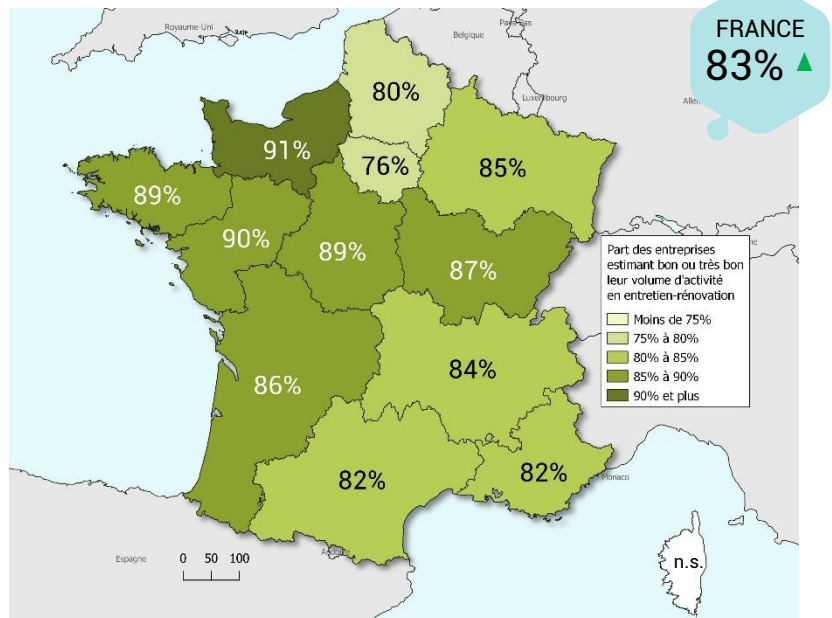 FRANCE
83%
Royaume-Uni
Belgique
Pays-Bas
Luxembourg
80%
91%
76%
85%
89%
90%
89%
87%
86%
84%
82%
82%
Monaco
n.s.
Espagne
0 50 100
Part des entreprises
estimant bon ou très bon
leur volume d'activité
en entretien-rénovation
Moins de 75%
75% à 80%
80% à 85%
85% à 90%
90% et plus